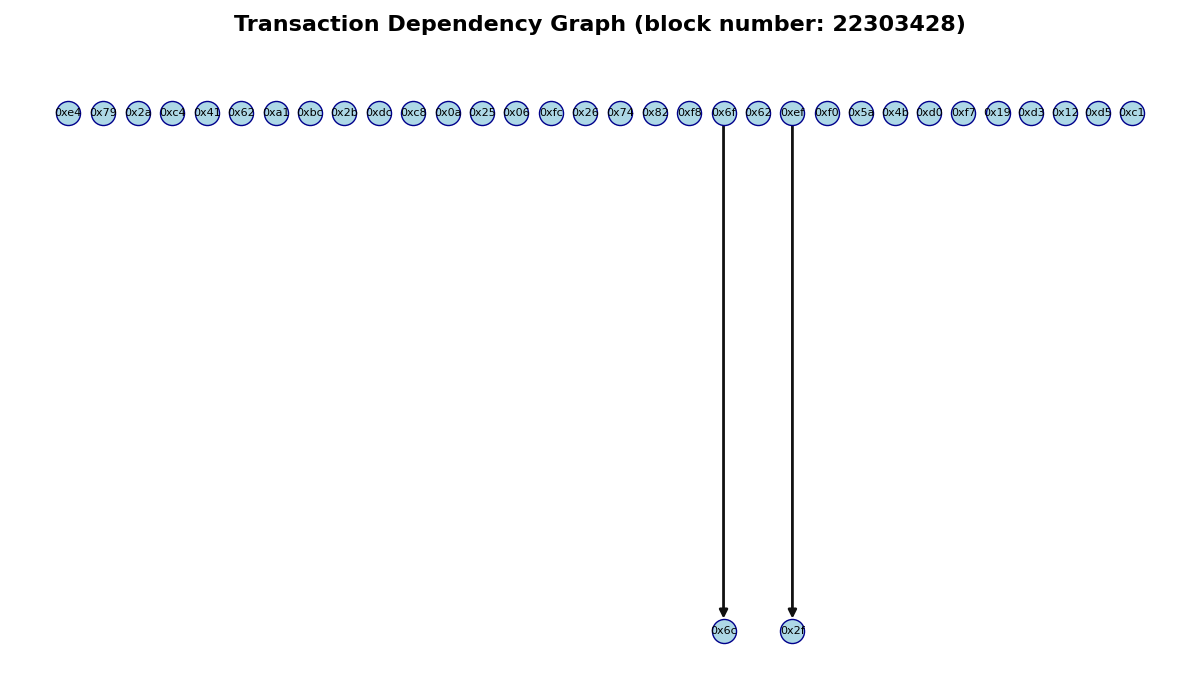 Transaction Dependency Graph (block number: 22303428)
0xe4 0x79 0x2a 0xc4 0x41 0x62 0xa1 0xbc 0x2b 0xdc 0xc8 0x0a 0x25 0x06 0xfc 0x26 0x74 0x82 0xf8 0x6f 0x62 0xef 0xf0 0x5a 0x4b 0xd0 0xf7 0x19 0xd3 0x12 0xd5 0xc1
0x6c 0x2f